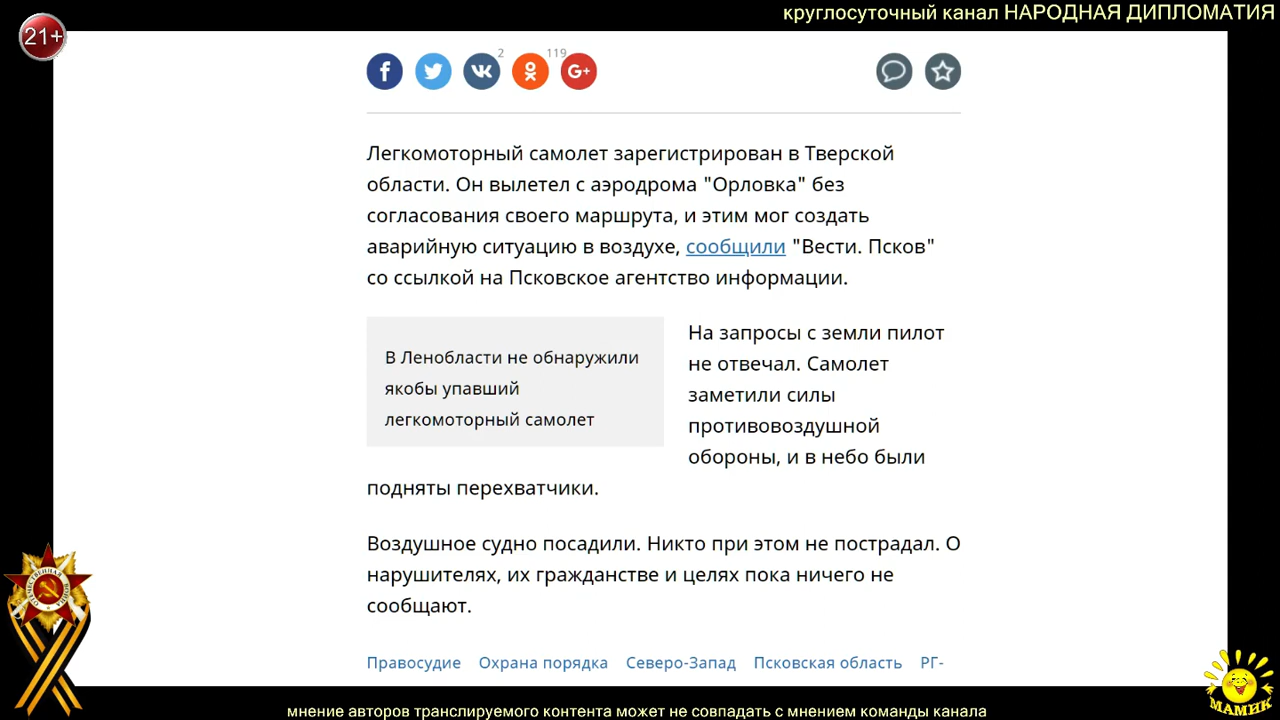 круглосуточный канал НАРОДНАЯ ДИПЛОМАТИЯ
21+
2
119
Легкомоторный самолет зарегистрирован в Тверской
области. Он вылетел с аэродрома "Орловка" без
согласования своего маршрута, и этим мог создать
аварийную ситуацию в воздухе, сообщили "Вести. Псков"
со ссылкой на Псковское агентство информации.
В Ленобласти не обнаружили
якобы упавший
легкомоторный самолет
На запросы с земли пилот
не отвечал. Самолет
заметили силы
противовоздушной
обороны, и в небо были
подняты перехватчики.
Воздушное судно посадили. Никто при этом не пострадал. О
нарушителях, их гражданстве и целях пока ничего не
сообщают.
Правосудие Охрана порядка Северо-Запад Псковская область РГ-
ОТЕЧЕСТВЕННАЯ ВОЙНА
МАМИК
мнение авторов транслируемого контента может не совпадать с мнением команды канала